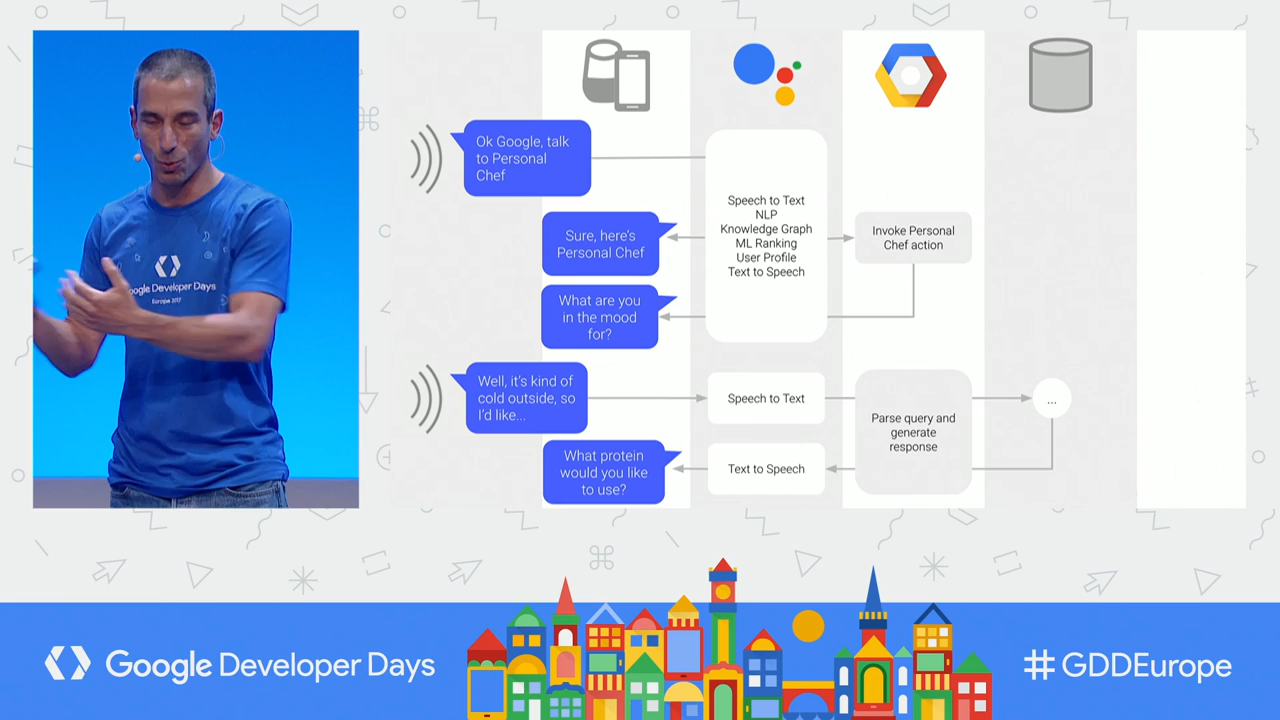 Ok Google, talk
to Personal
Chef
Speech to Text
NLP
Knowledge Graph
ML Ranking
User Profile
Text to Speech
Sure, here's
Personal Chef
Invoke Personal
Chef action
What are you
in the mood
for?
Well, it's kind of
cold outside, so
I'd like...
Speech to Text
Parse query and
generate
response
...
What protein
would you like
to use?
Text to Speech
Google Developer Days
Europe 2017
Google Developer Days
#GDDEurope